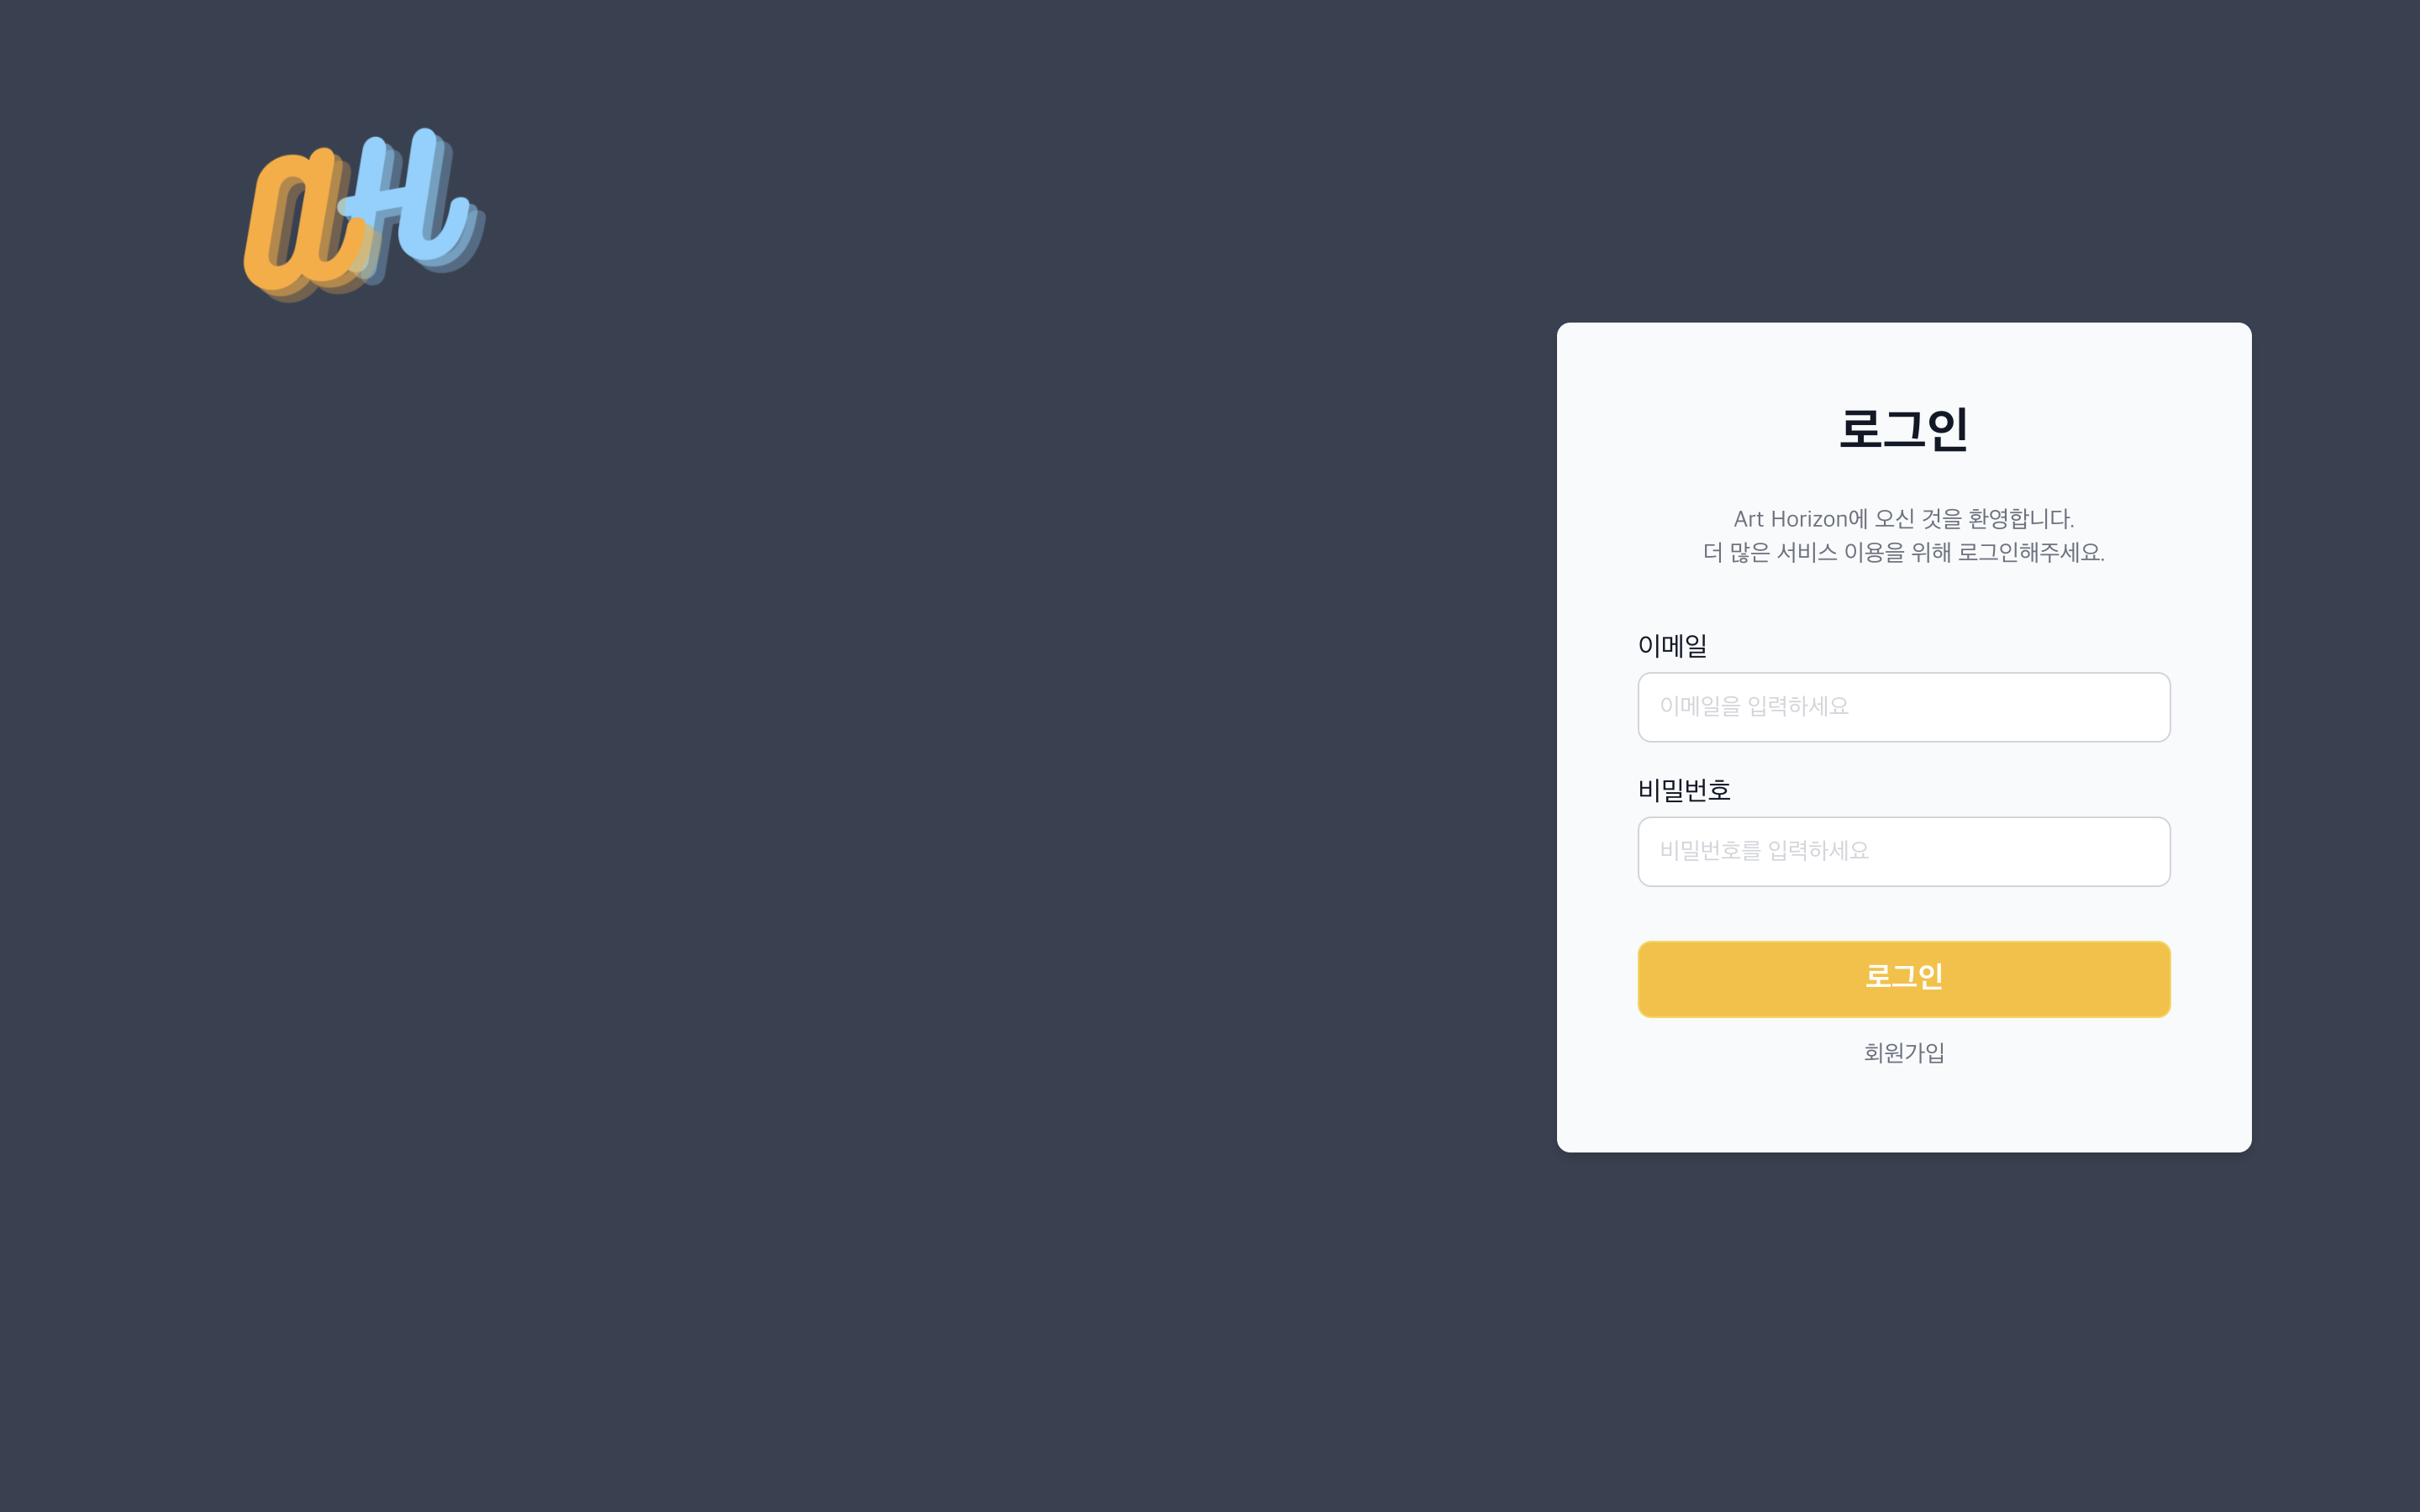 aH
로그인
Art Horizon에 오신 것을 환영합니다.
더 많은 서비스 이용을 위해 로그인해주세요.
이메일
이메일을 입력하세요
비밀번호
비밀번호를 입력하세요
로그인
회원가입